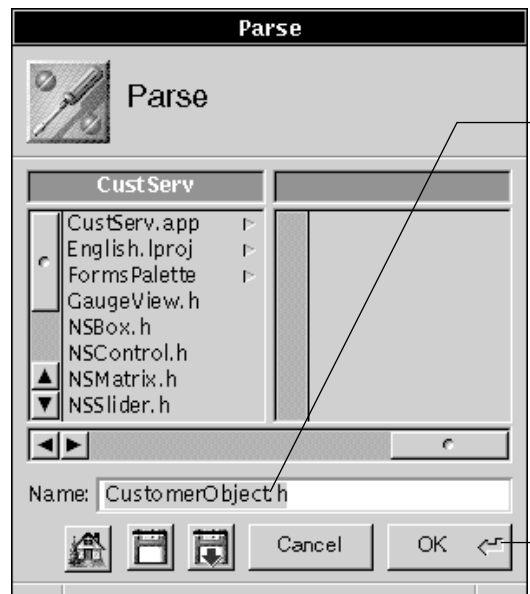 Parse
Parse
CustServ
CustServ.app
English.lproj
FormsPalette
GaugeView.h
NSBox.h
NSControl.h
NSMatrix.h
NSSlider.h
Name: CustomerObject.h
Cancel OK